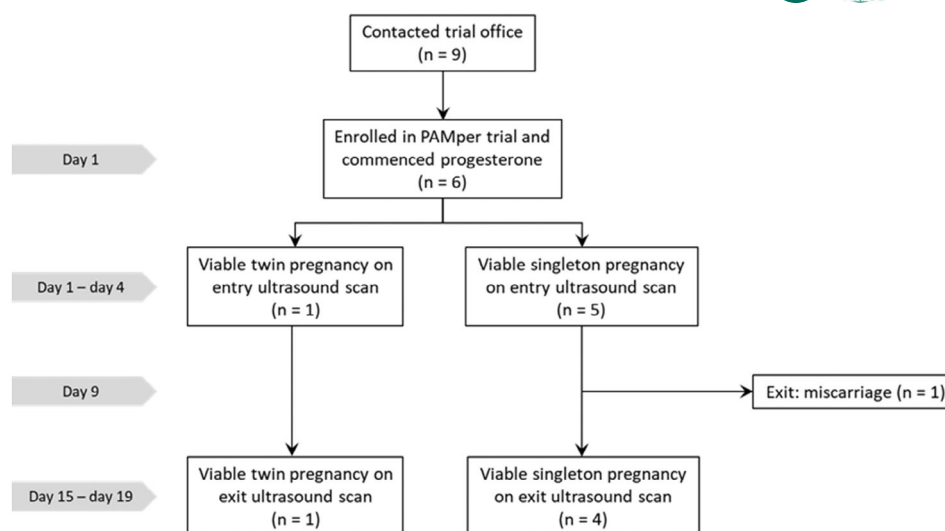 Contacted trial office
(n = 9)
Enrolled in PAMper trial and
commenced progesterone
(n = 6)
Day 1
Viable twin pregnancy on
entry ultrasound scan
(n = 1)
Viable singleton pregnancy
on entry ultrasound scan
(n = 5)
Day 1 – day 4
Day 9
Exit: miscarriage (n = 1)
Viable twin pregnancy on
exit ultrasound scan
(n = 1)
Viable singleton pregnancy
on exit ultrasound scan
(n = 4)
Day 15 – day 19